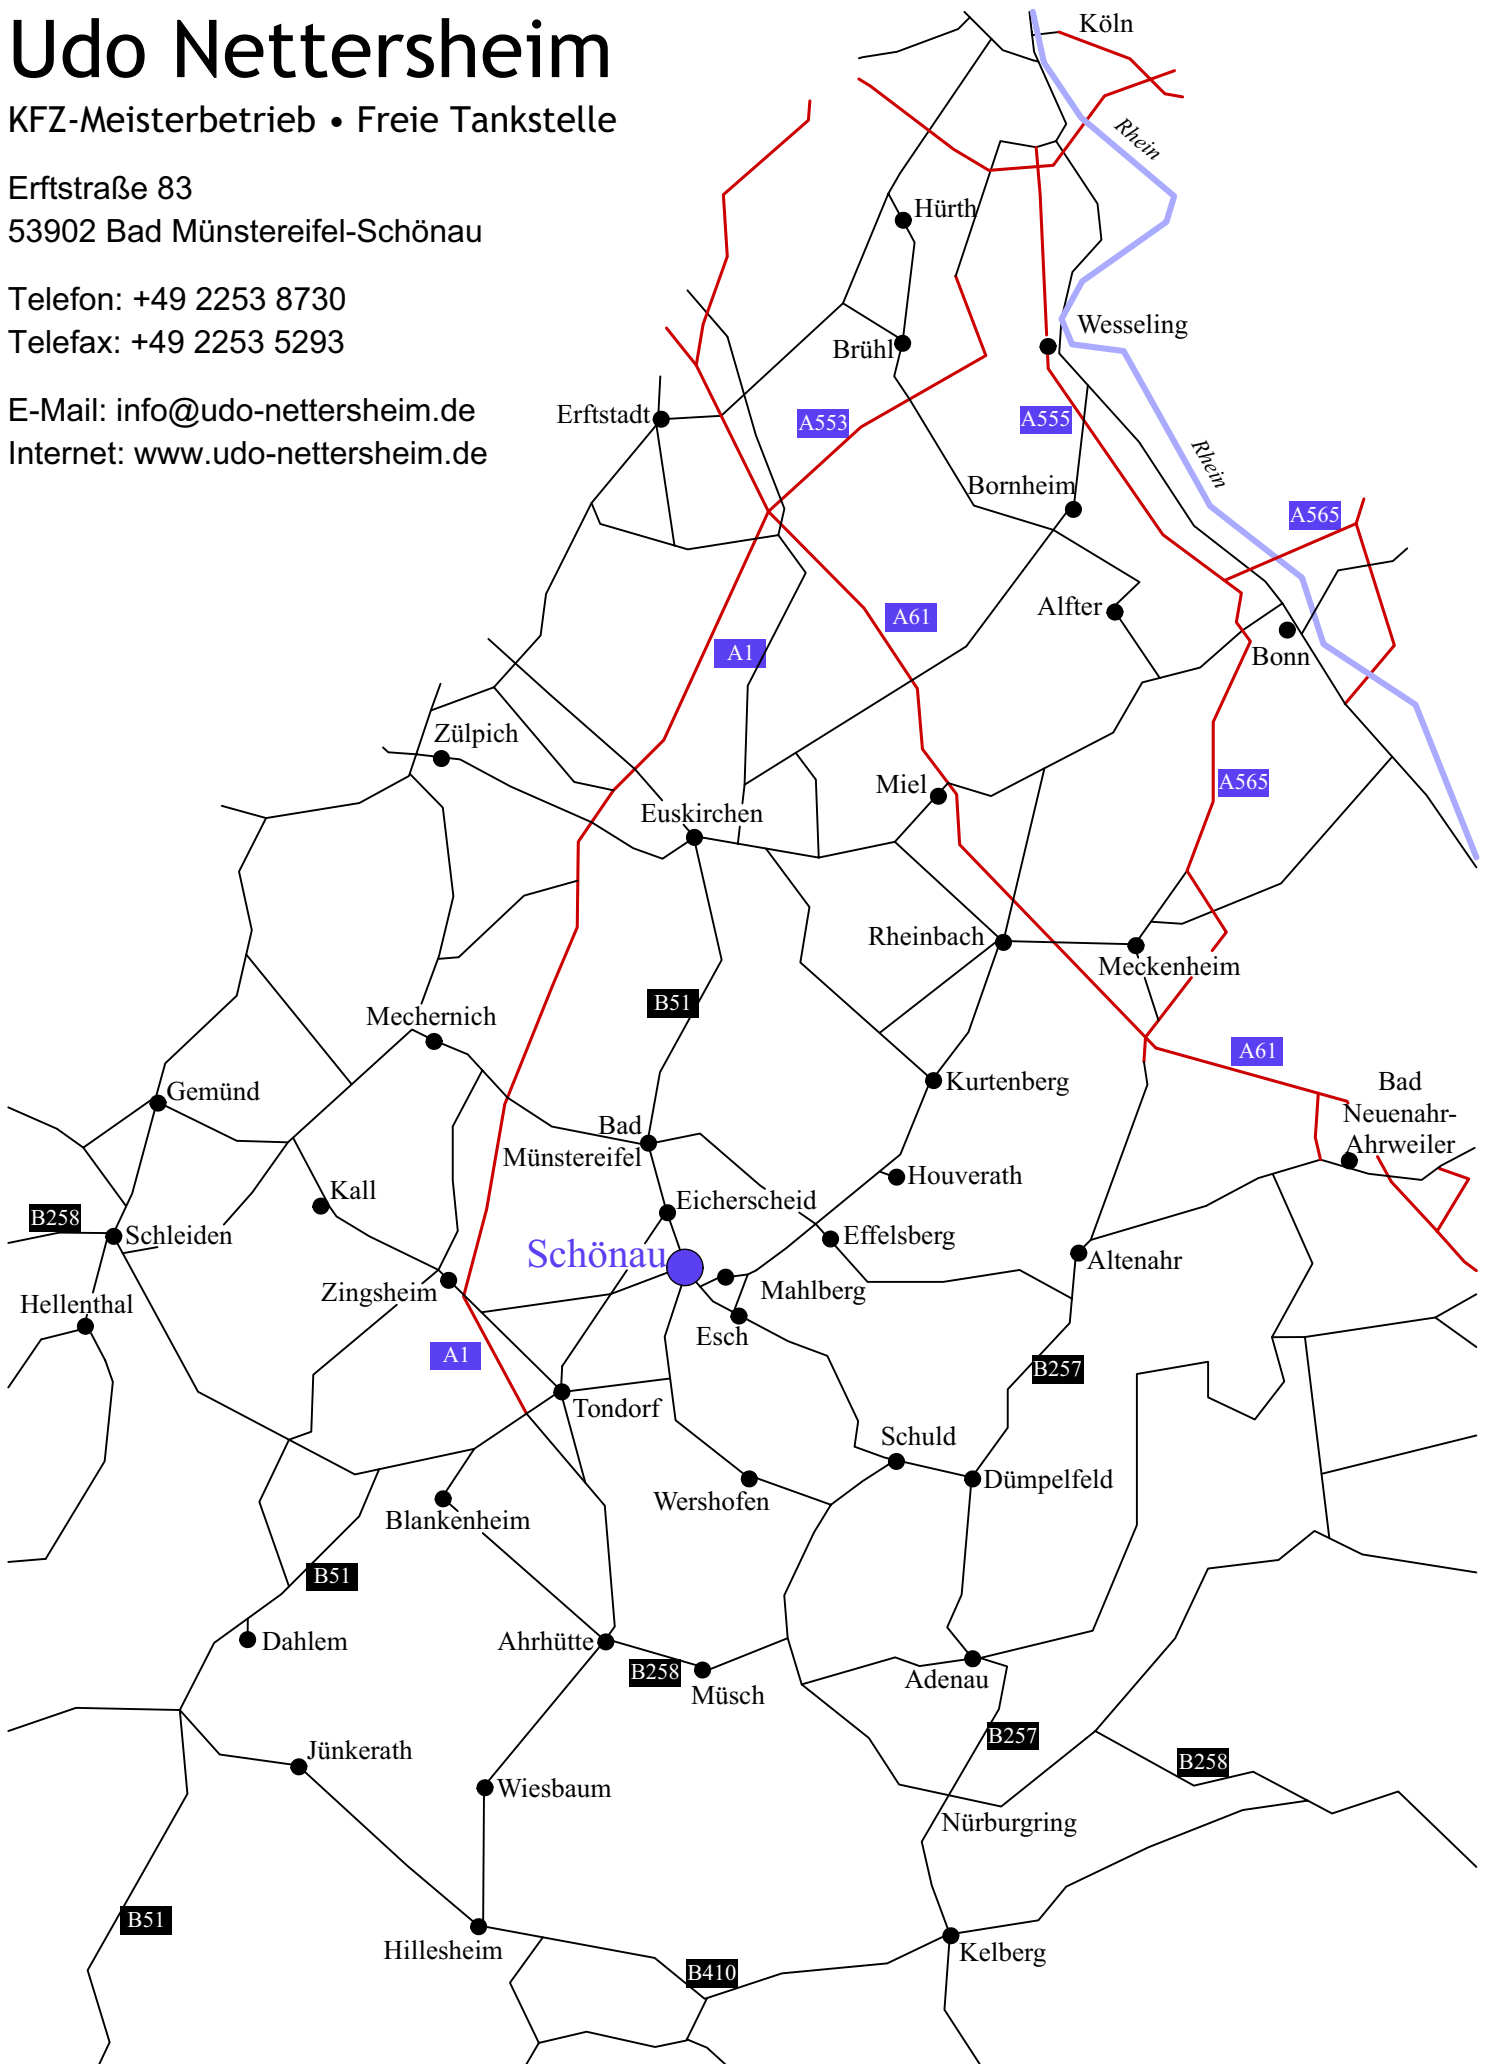 Udo Nettersheim
KFZ-Meisterbetrieb • Freie Tankstelle
Erftstraße 83
53902 Bad Münstereifel-Schönau
Telefon: +49 2253 8730
Telefax: +49 2253 5293
E-Mail: info@udo-nettersheim.de
Internet: www.udo-nettersheim.de
Köln
Rhein
Hürth
Wesseling
Brühl
Erftstadt
A553
A555
Rhein
Bornheim
A565
Alfter
A61
A1
Bonn
Zülpich
Miel
A565
Euskirchen
Rheinbach
Meckenheim
B51
Mechernich
A61
Gemünd
Kurtenberg
Bad
Neuenahr-
Ahrweiler
Bad
Münstereifel
Houverath
Kall
Eicherscheid
B258
Schleiden
Effelsberg
Schönau
Altenahr
Zingsheim
Mahlberg
Hellenthal
Esch
A1
B257
Tondorf
Schuld
Dümpelfeld
Wershofen
Blankenheim
B51
Dahlem
Ahrhütte
B258
Müsch
Adenau
B257
Jünkerath
B258
Wiesbaum
Nürburgring
B51
Hillesheim
Kelberg
B410